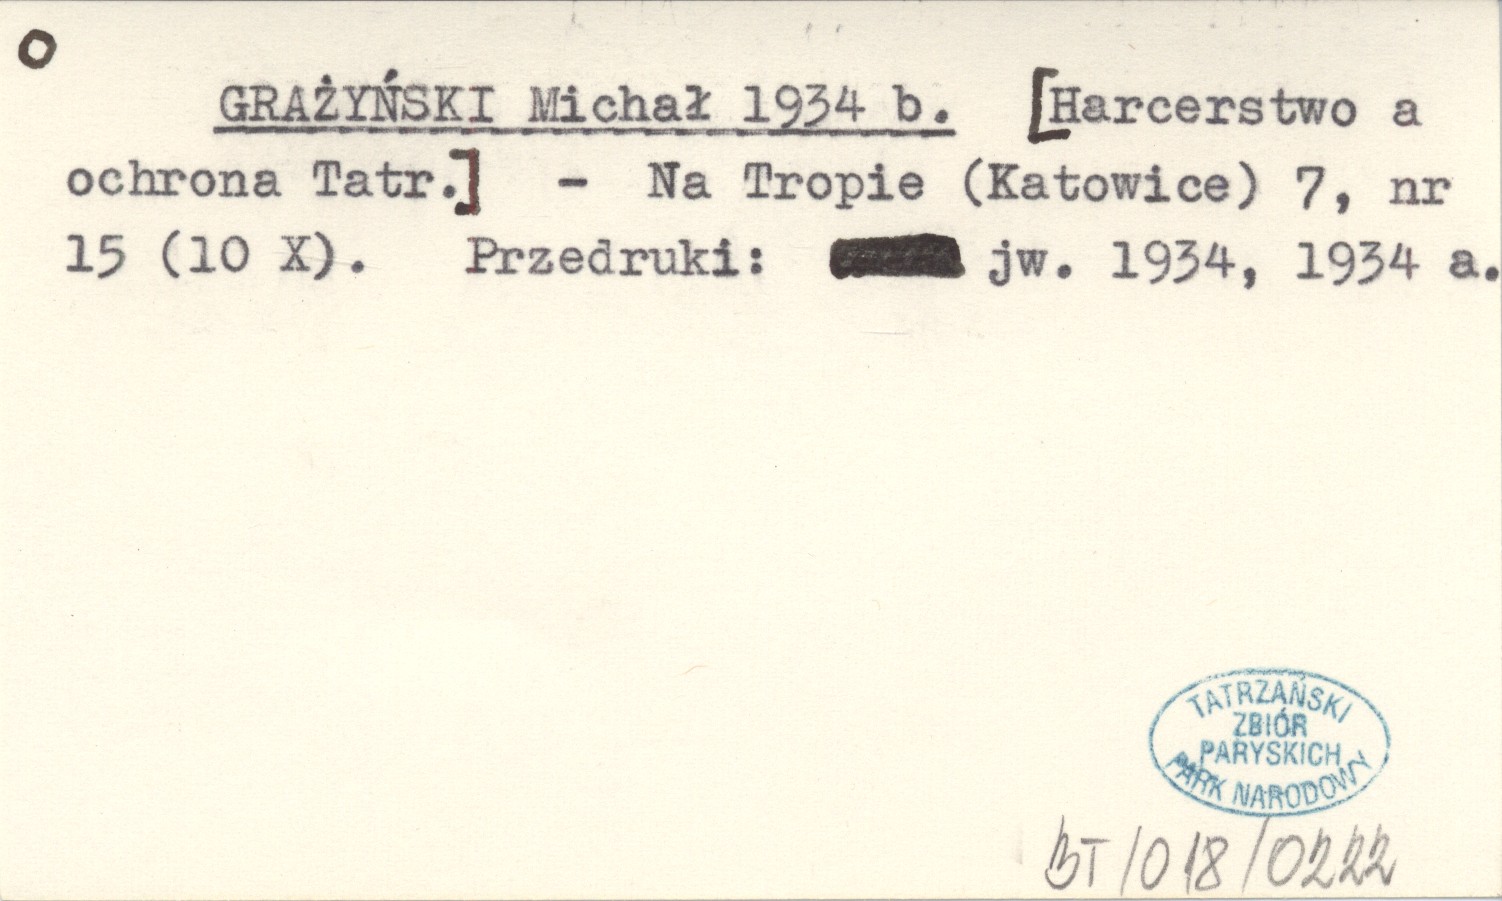 GRAŻYŃSKI Michał 1934 b. [Harcerstwo a
ochrona Tatr.] - Na Tropie (Katowice) 7, nr
15 (10 X). Przedruki: jw. 1934, 1934 a.
TATRZAŃSKI
ZBIÓR
PARYSKICH
PARK NARODOWY
BT/018/0222